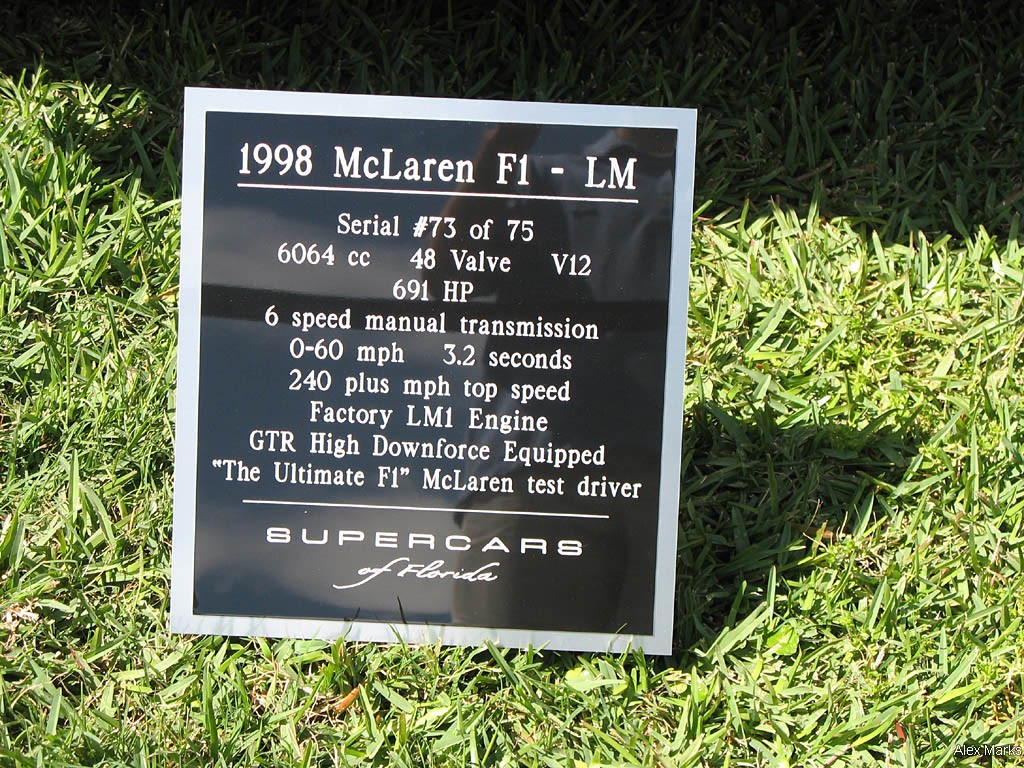 1998 McLaren F1 - LM
Serial #73 of 75
6064 cc 48 Valve V12
691 HP
6 speed manual transmission
0-60 mph 3.2 seconds
240 plus mph top speed
Factory LM1 Engine
GTR High Downforce Equipped
“The Ultimate F1” McLaren test driver
SUPERCARS
of Florida
Alex Marks